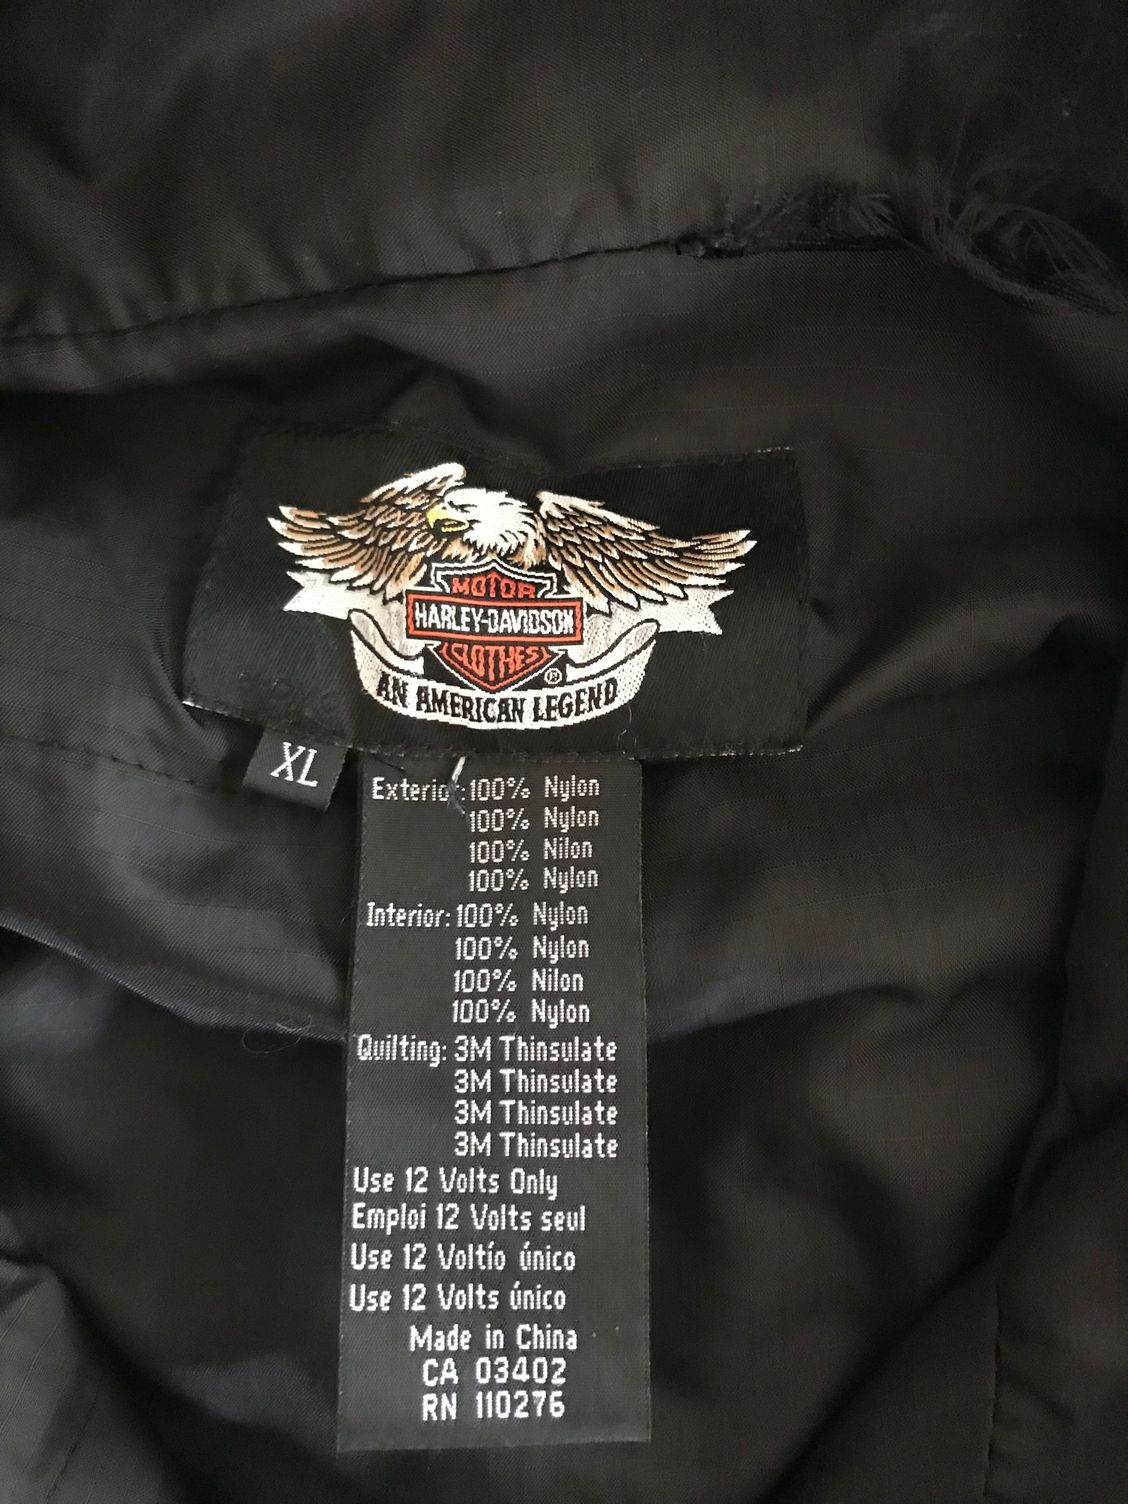 MOTOR
HARLEY-DAVIDSON
CLOTHES
®
AN AMERICAN LEGEND
XL
Exterior:100% Nylon
100% Nylon
100% Nilon
100% Nylon
Interior:100% Nylon
100% Nylon
100% Nilon
100% Nylon
Quilting: 3M Thinsulate
3M Thinsulate
3M Thinsulate
3M Thinsulate
Use 12 Volts Only
Emploi 12 Volts seul
Use 12 Voltío único
Use 12 Volts único
Made in China
CA 03402
RN 110276